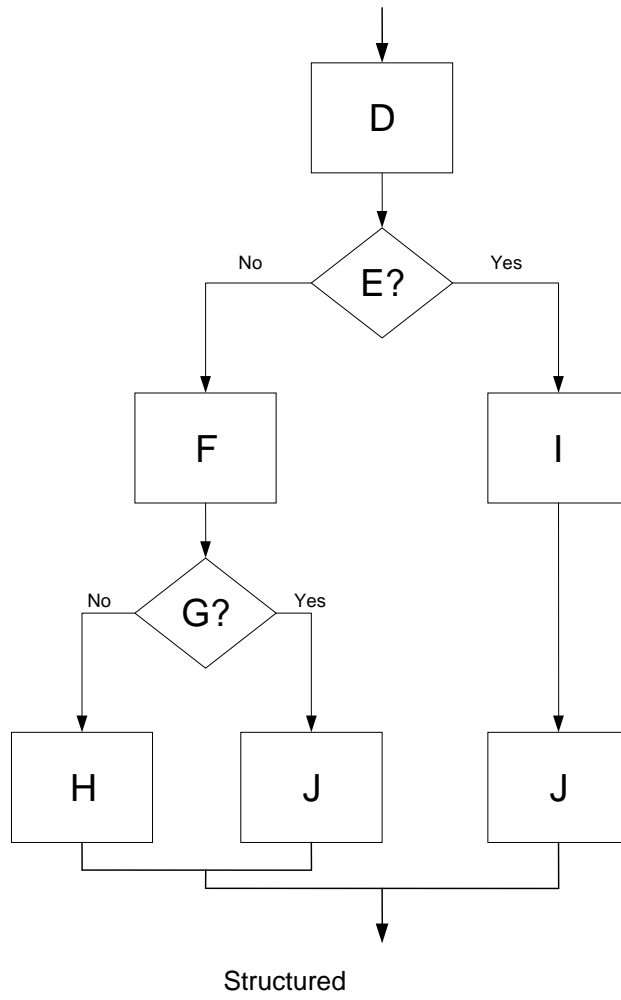 D
No
E?
Yes
F
I
No
G?
Yes
H
J
J
Structured